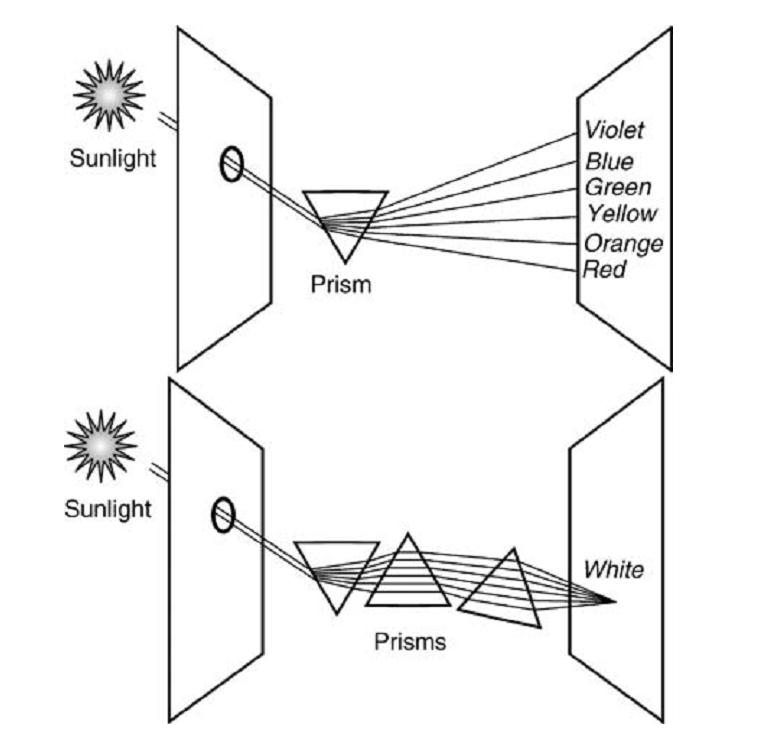 Sunlight
Violet
Blue
Green
Yellow
Orange
Red
Prism
Sunlight
White
Prisms